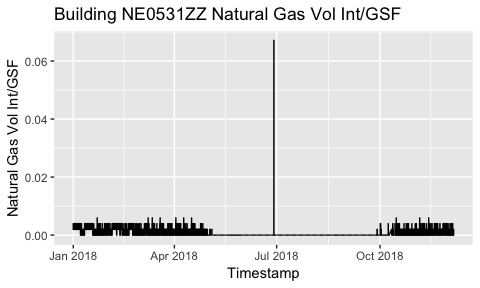 Building NE0531ZZ Natural Gas Vol Int/GSF
Natural Gas Vol Int/GSF
0.06
0.04
0.02
0.00
Jan 2018
Apr 2018
Jul 2018
Oct 2018
Timestamp